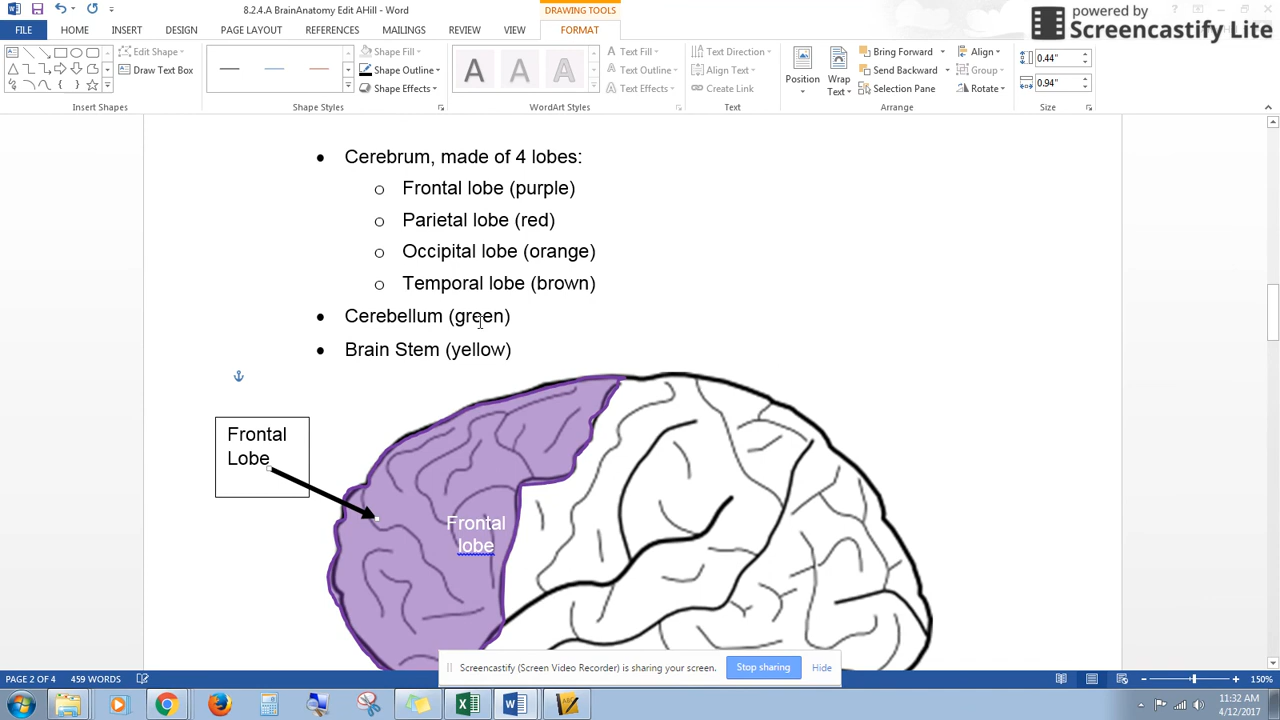 8.2.4.A BrainAnatomy Edit AHill - Word
DRAWING TOOLS
powered by
Screencastify Lite
FILE HOME INSERT DESIGN PAGE LAYOUT REFERENCES MAILINGS REVIEW VIEW FORMAT
Edit Shape
Draw Text Box
Insert Shapes
Shape Fill
Shape Outline
Shape Effects
Shape Styles
A A A
WordArt Styles
Text Fill
Text Outline
Text Effects
Text Direction
Align Text
Create Link
Text
Position
Wrap
Text
Bring Forward
Send Backward
Selection Pane
Align
Group
Rotate
Arrange
0.44"
0.94"
Size
• Cerebrum, made of 4 lobes:
o Frontal lobe (purple)
o Parietal lobe (red)
o Occipital lobe (orange)
o Temporal lobe (brown)
• Cerebellum (green)
• Brain Stem (yellow)
Frontal
Lobe
Frontal
lobe
Screencastify (Screen Video Recorder) is sharing your screen. Stop sharing Hide
PAGE 2 OF 4 459 WORDS
150%
11:32 AM
4/12/2017